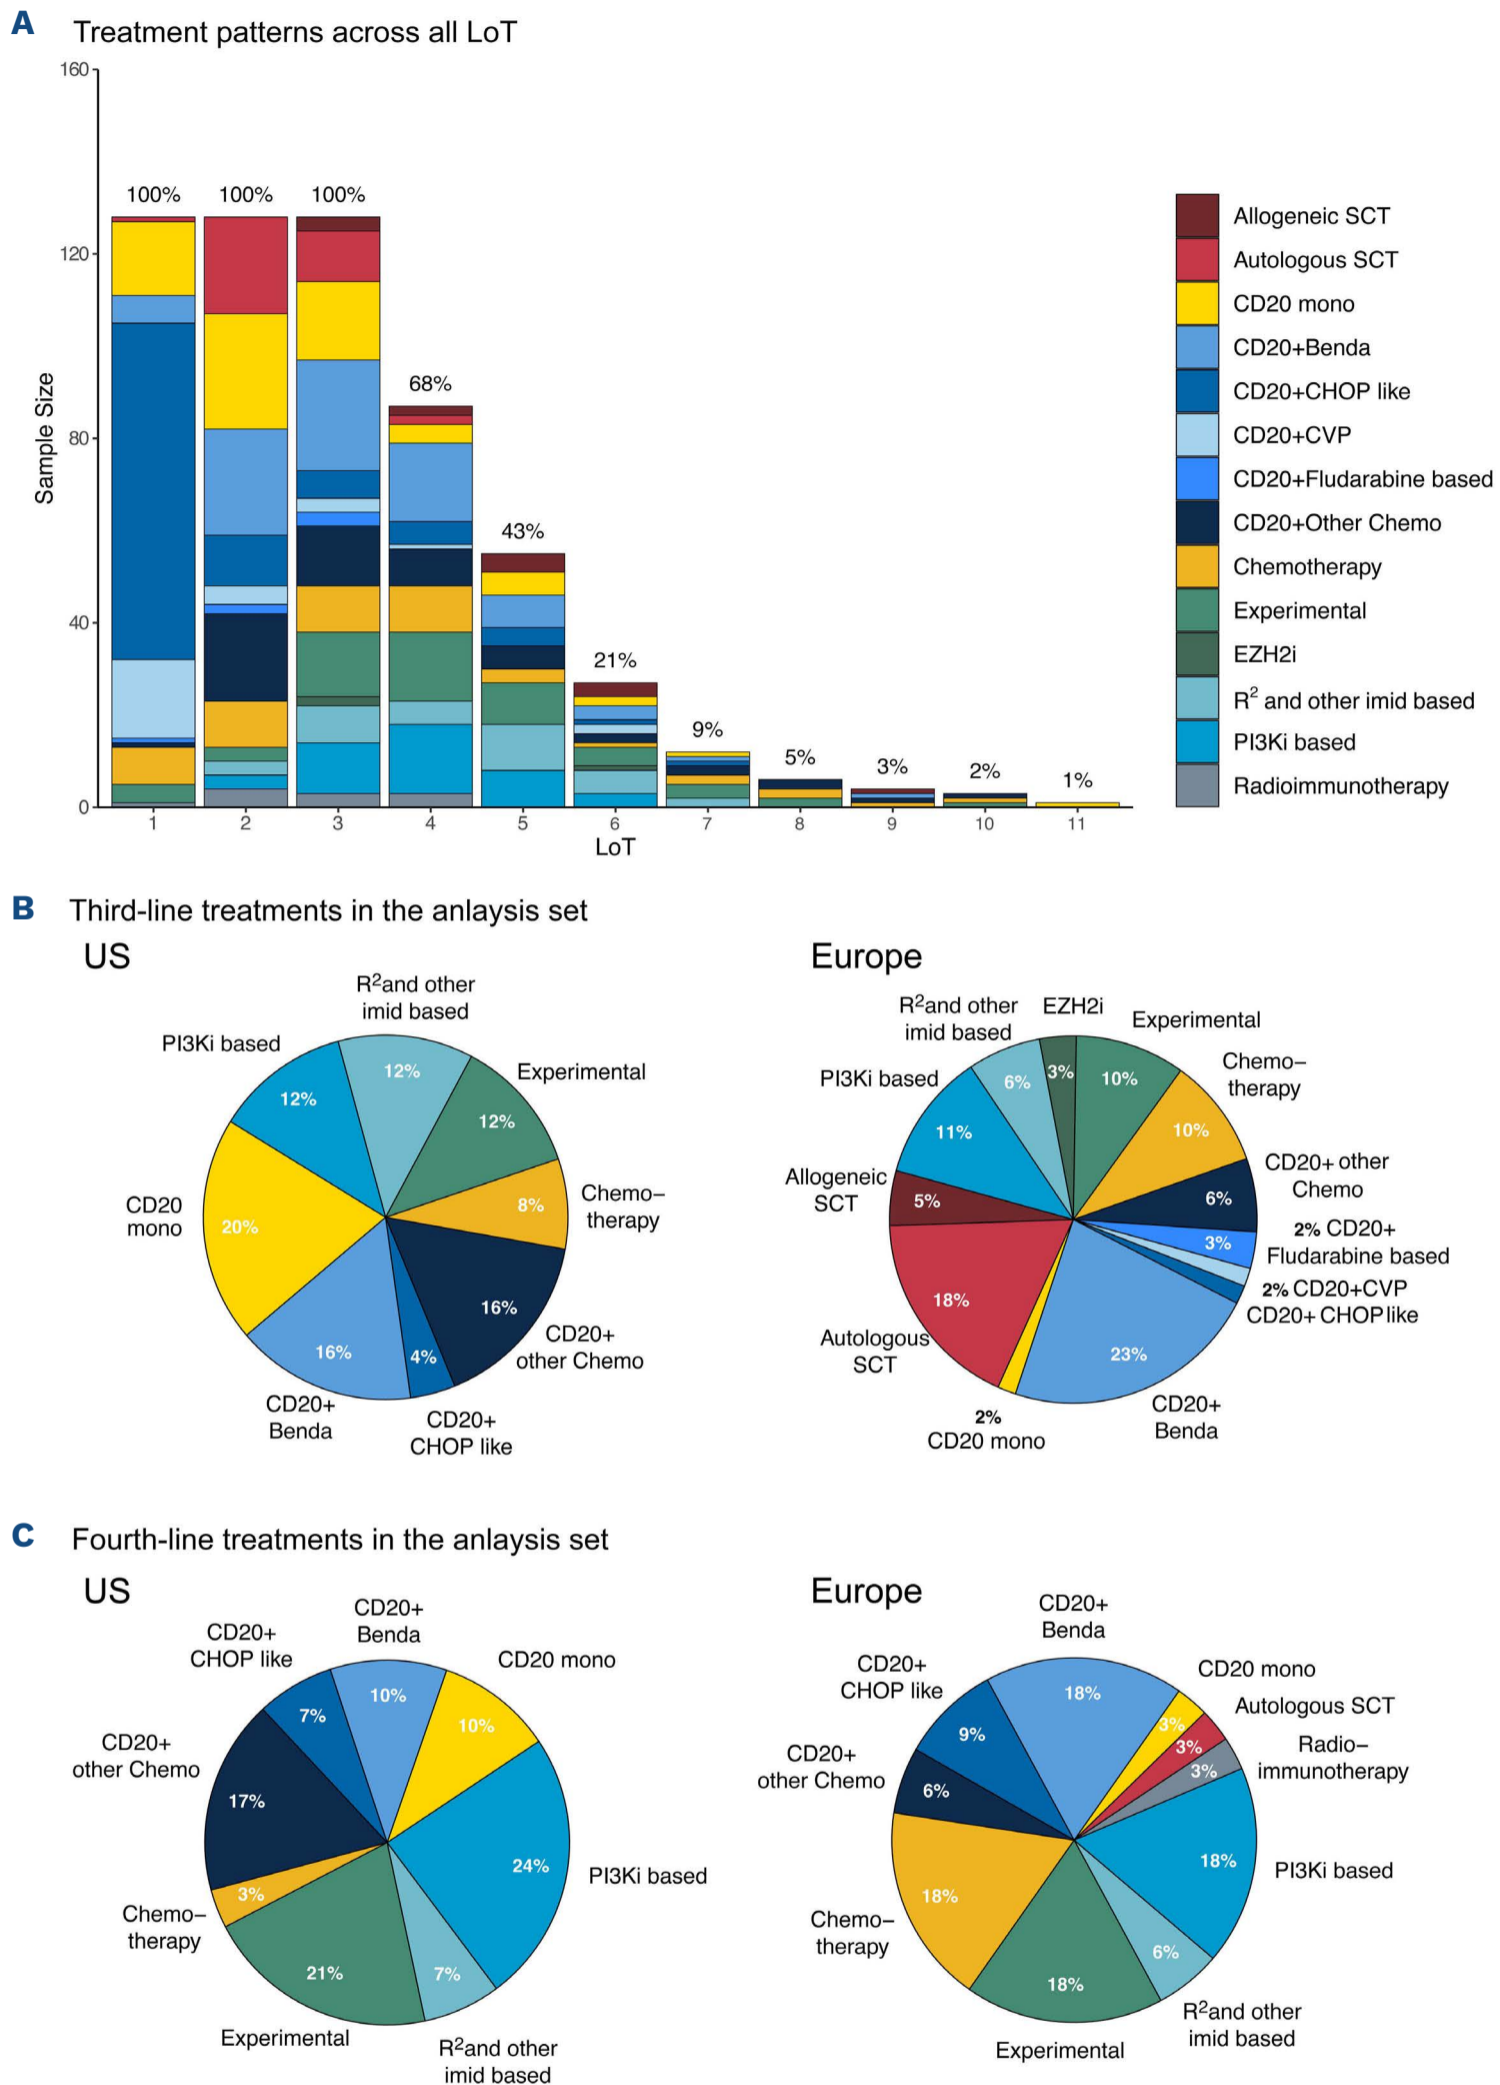 A Treatment patterns across all LoT
160
120
80
40
0
Sample Size
100%
100%
100%
68%
43%
21%
9%
5%
3%
2%
1%
1 2 3 4 5 6 7 8 9 10 11
LoT
Allogeneic SCT
Autologous SCT
CD20 mono
CD20+Benda
CD20+CHOP like
CD20+CVP
CD20+Fludarabine based
CD20+Other Chemo
Chemotherapy
Experimental
EZH2i
R² and other imid based
PI3Ki based
Radioimmunotherapy
B Third-line treatments in the anlaysis set
US
R²and other
imid based
12%
Experimental
12%
Chemo–
therapy
8%
CD20+
other Chemo
16%
CD20+
CHOP like
4%
CD20+
Benda
16%
CD20
mono
20%
PI3Ki based
12%
Europe
R²and other
imid based
6%
EZH2i
3%
Experimental
10%
Chemo–
therapy
10%
CD20+ other
Chemo
6%
2% CD20+
Fludarabine based
3%
2% CD20+CVP
CD20+ CHOP like
CD20+
Benda
23%
2%
CD20 mono
Autologous
SCT
18%
Allogeneic
SCT
5%
PI3Ki based
11%
C Fourth-line treatments in the anlaysis set
US
CD20+
Benda
10%
CD20 mono
10%
PI3Ki based
24%
R²and other
imid based
7%
Experimental
21%
Chemo–
therapy
3%
CD20+
other Chemo
17%
CD20+
CHOP like
7%
Europe
CD20+
Benda
18%
CD20 mono
3%
Autologous SCT
3%
Radio–
immunotherapy
3%
PI3Ki based
18%
R²and other
imid based
6%
Experimental
18%
Chemo–
therapy
18%
CD20+
other Chemo
6%
CD20+
CHOP like
9%